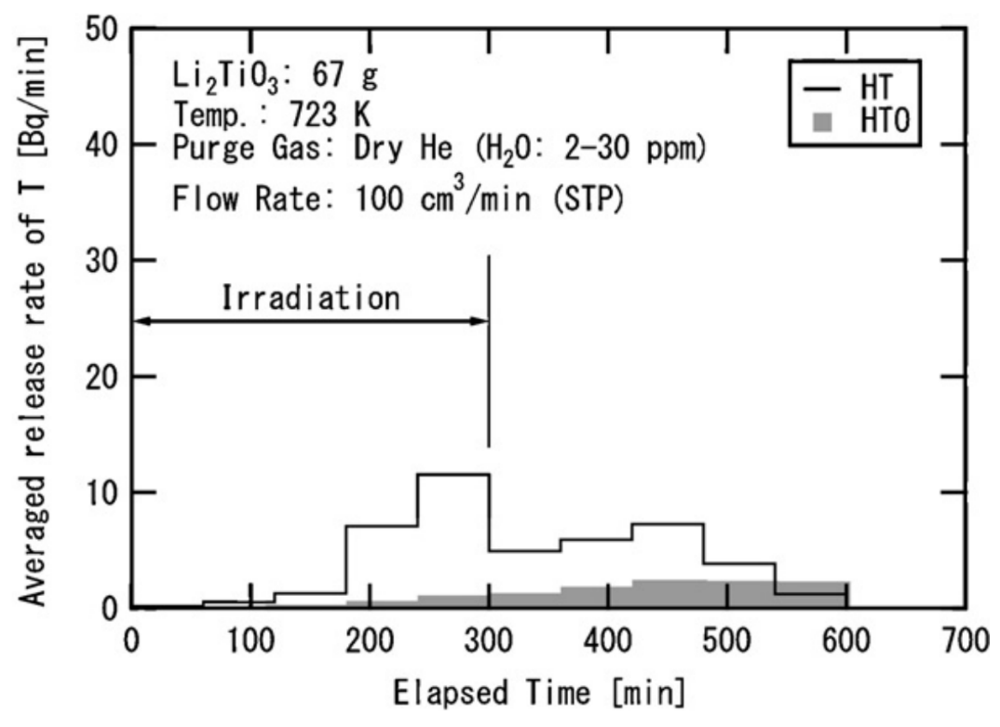 Averaged release rate of T [Bq/min]
50
40
30
20
10
0
Li₂TiO₃: 67 g
Temp.: 723 K
Purge Gas: Dry He (H₂O: 2-30 ppm)
Flow Rate: 100 cm³/min (STP)
HT
HTO
Irradiation
0 100 200 300 400 500 600 700
Elapsed Time [min]